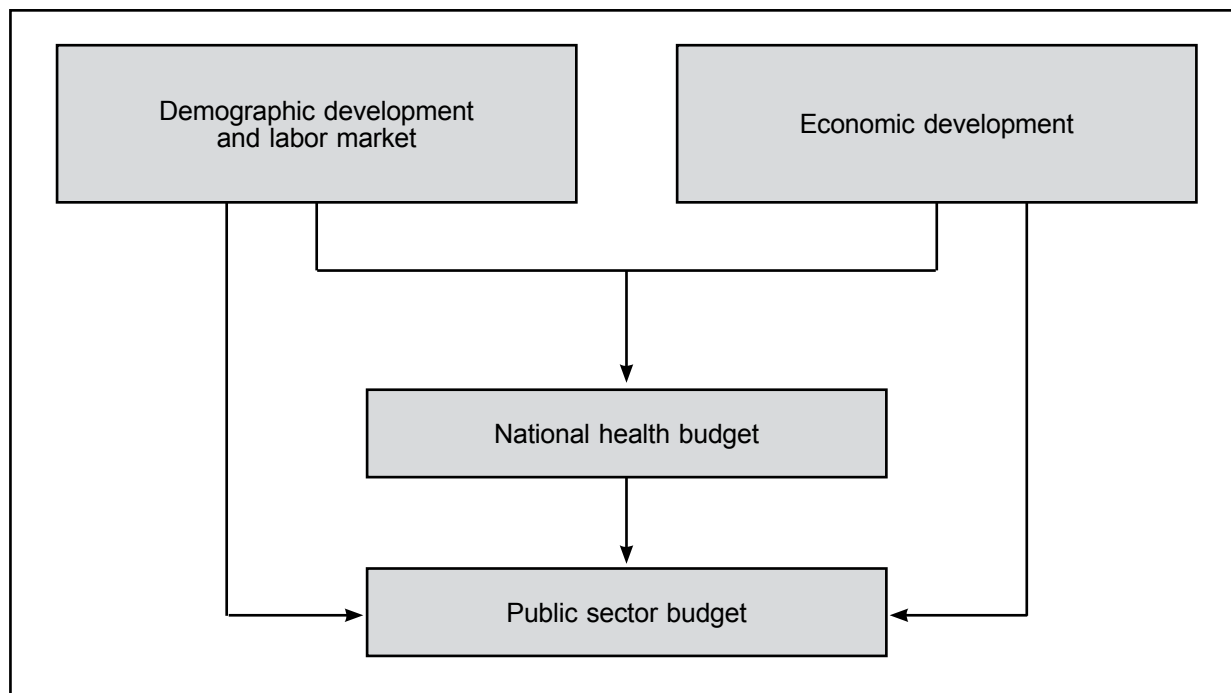 Demographic development
and labor market
Economic development
National health budget
Public sector budget